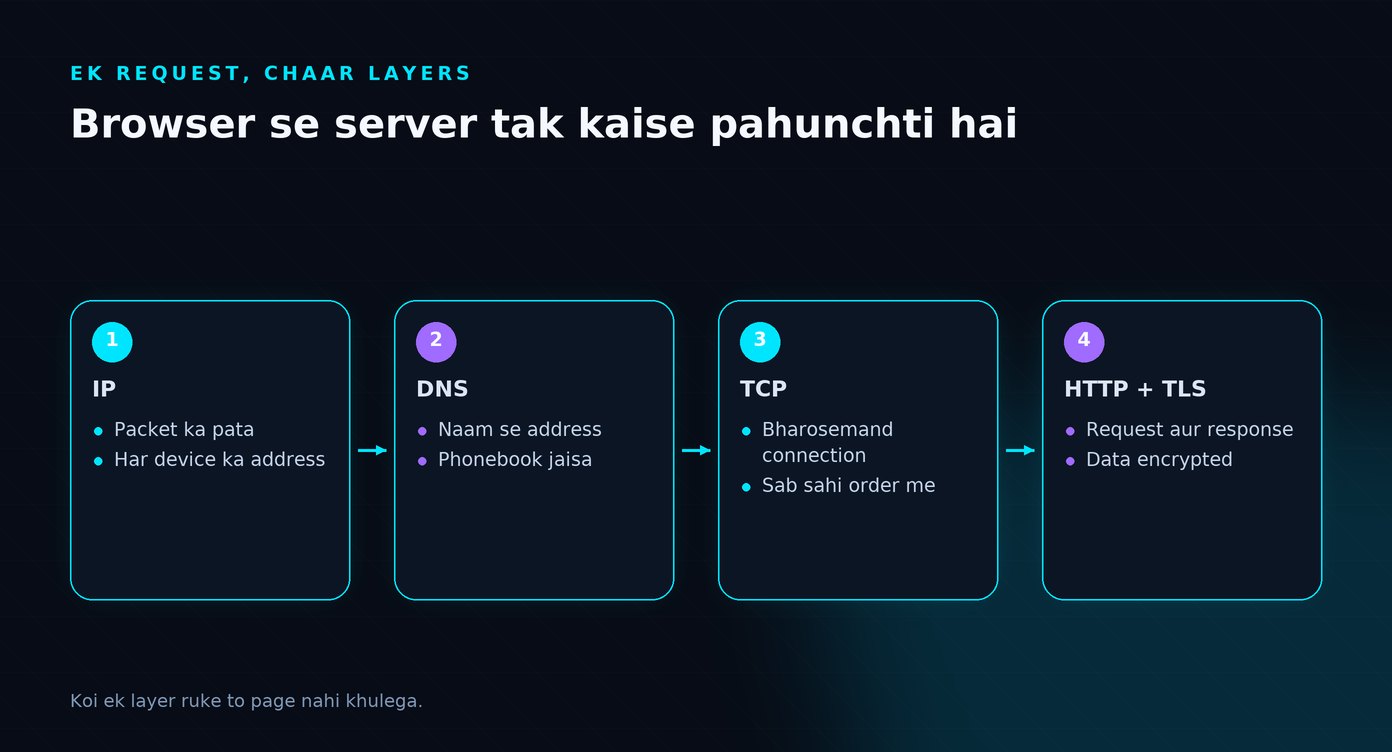 EK REQUEST, CHAAR LAYERS
Browser se server tak kaise pahunchti hai
1
IP
Packet ka pata
Har device ka address
2
DNS
Naam se address
Phonebook jaisa
3
TCP
Bharosemand
connection
Sab sahi order me
4
HTTP + TLS
Request aur response
Data encrypted
Koi ek layer ruke to page nahi khulega.